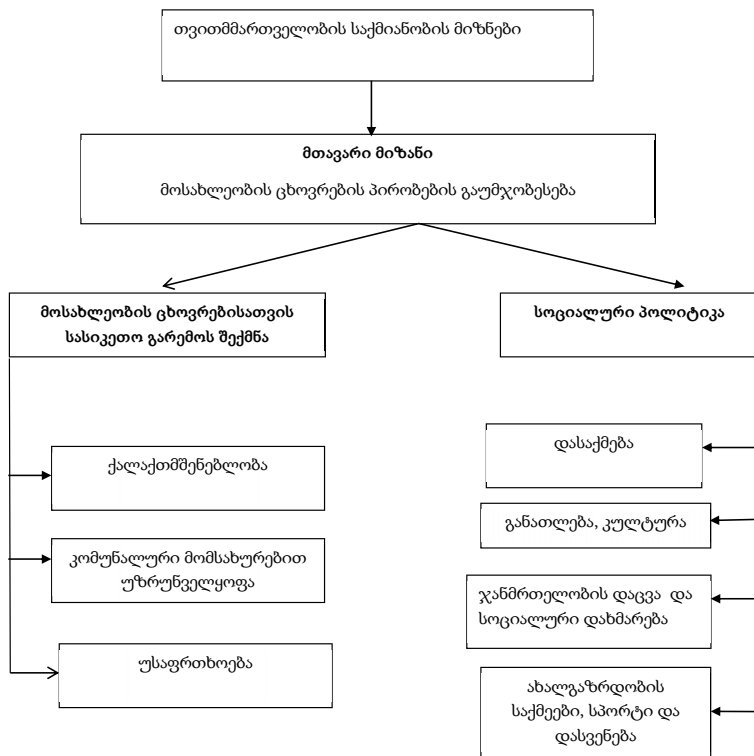 თვითმმართველობის საქმიანობის მიზნები
მთავარი მიზანი
მოსახლეობის ცხოვრების პირობების გაუმჯობესება
მოსახლეობის ცხოვრებისათვის
სასიკეთო გარემოს შექმნა
სოციალური პოლიტიკა
ქალაქთმშენებლობა
კომუნალური მომსახურებით
უზრუნველყოფა
უსაფრთხოება
დასაქმება
განათლება, კულტურა
ჯანმრთელობის დაცვა და
სოციალური დახმარება
ახალგაზრდობის
საქმეები, სპორტი და
დასვენება